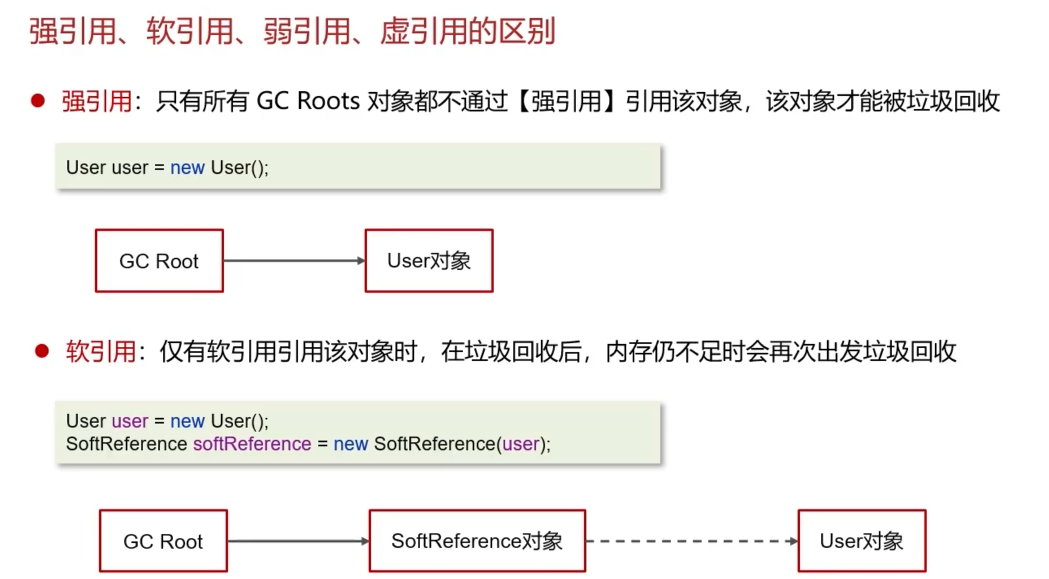 强引用、软引用、弱引用、虚引用的区别
强引用：只有所有 GC Roots 对象都不通过【强引用】引用该对象，该对象才能被垃圾回收
User user = new User();
GC Root
User对象
软引用：仅有软引用引用该对象时，在垃圾回收后，内存仍不足时会再次出发垃圾回收
User user = new User();
SoftReference softReference = new SoftReference(user);
GC Root
SoftReference对象
User对象